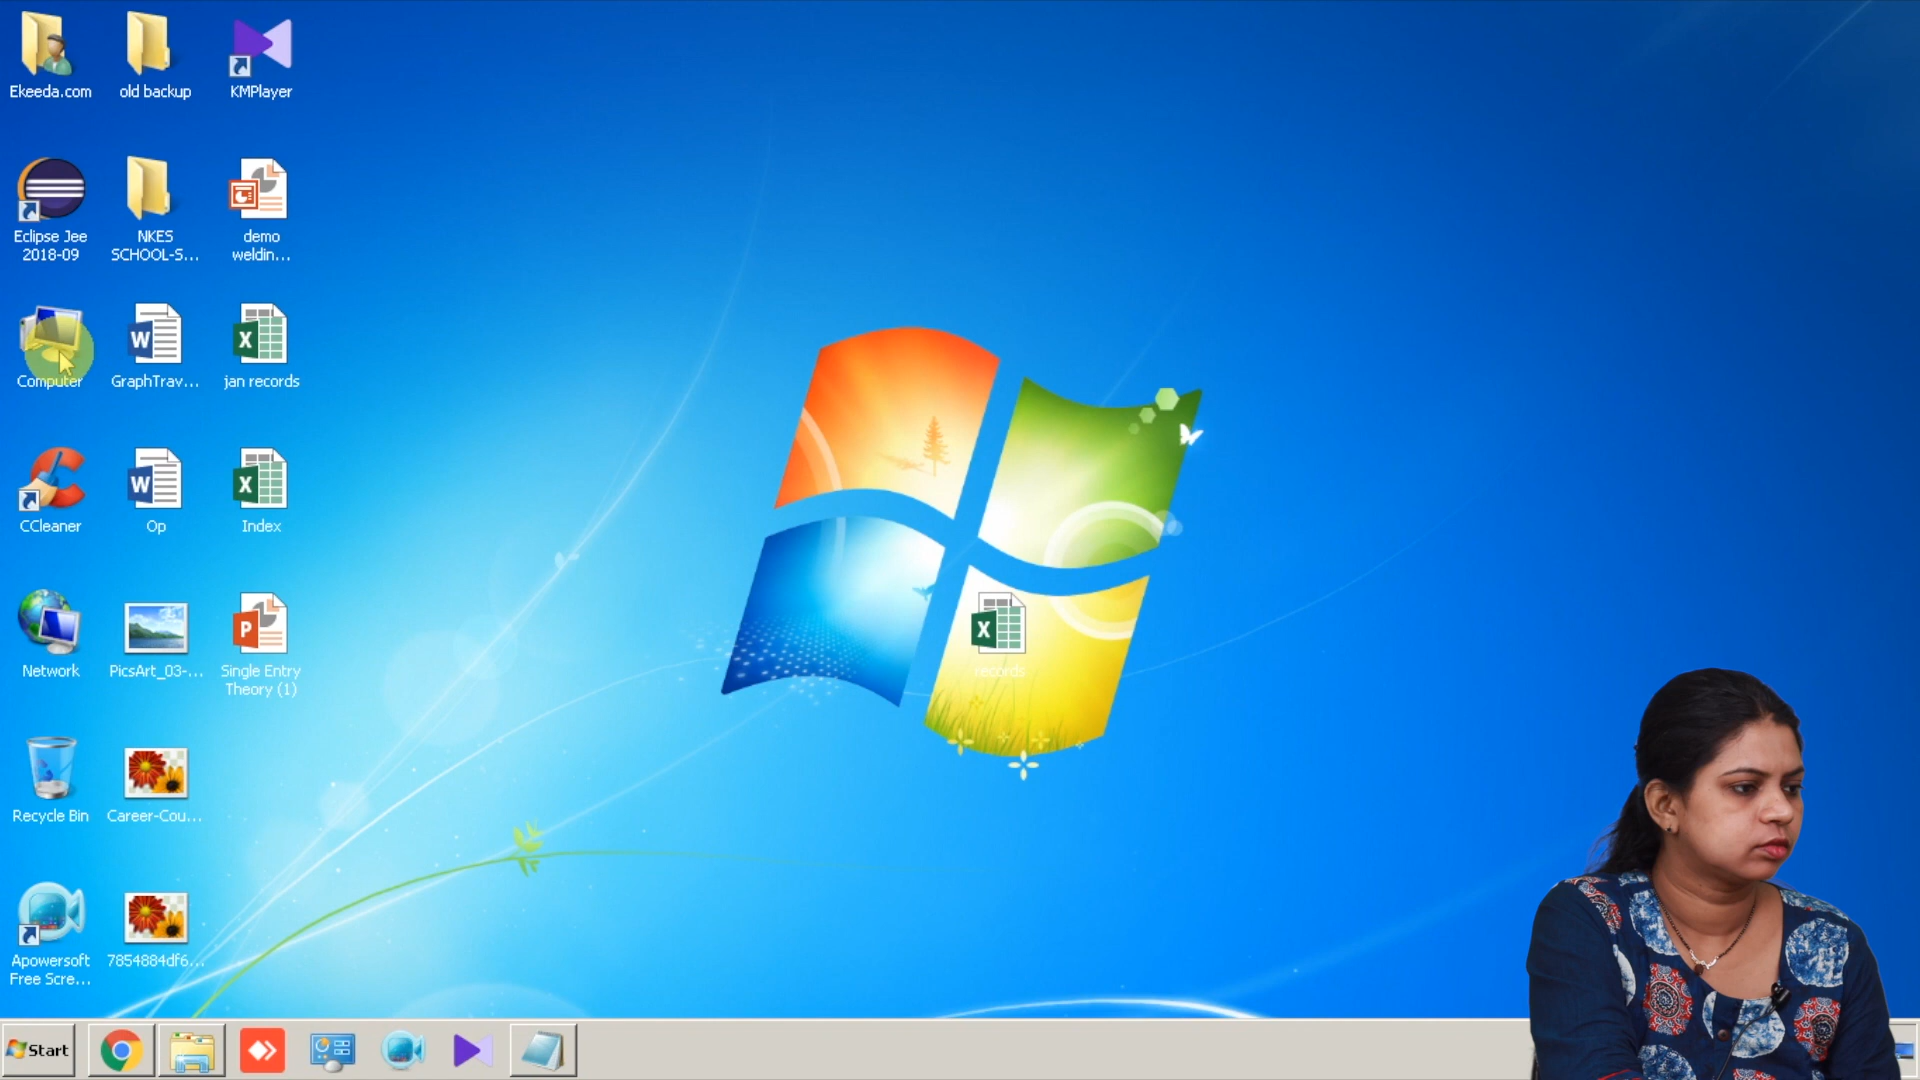 Ekeeda.com
old backup
KMPlayer
Eclipse Jee
2018-09
NKES
SCHOOL-S...
demo
weldin...
Computer
GraphTrav...
jan records
CCleaner
Op
Index
Network
PicsArt_03-...
Single Entry
Theory (1)
records
Recycle Bin
Career-Cou...
Apowersoft
Free Scre...
7854884df6...
Start